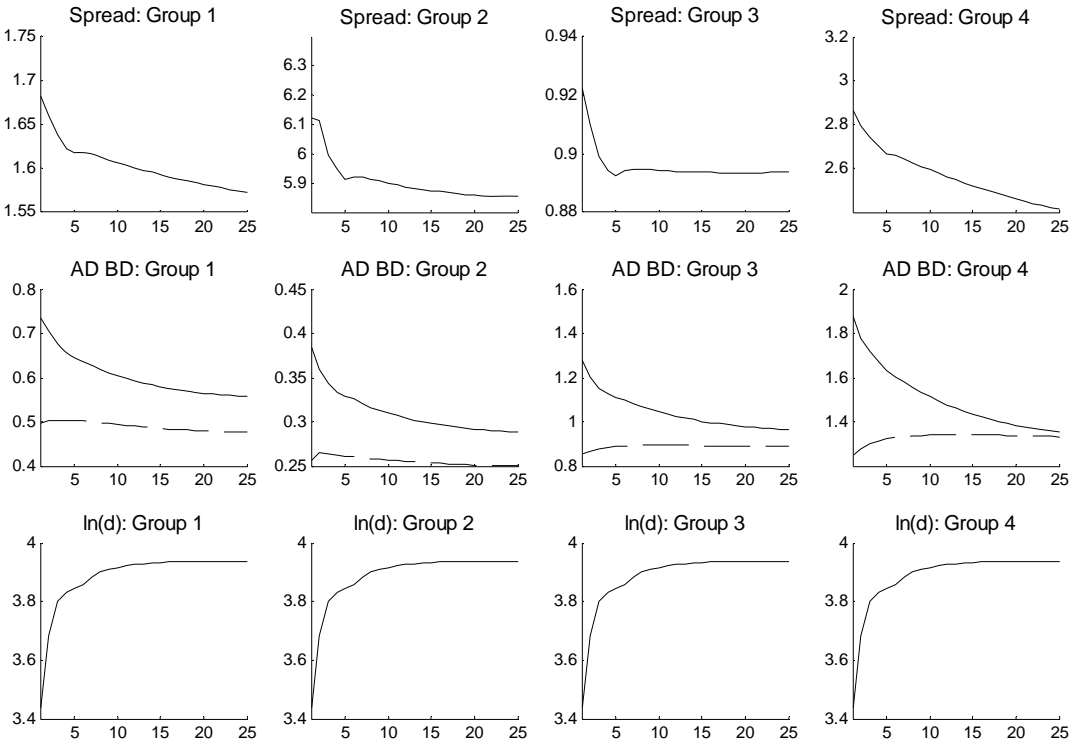 Spread: Group 1
1.75
1.7
1.65
1.6
1.55
5 10 15 20 25
Spread: Group 2
6.3
6.2
6.1
6
5.9
5 10 15 20 25
Spread: Group 3
0.94
0.92
0.9
0.88
5 10 15 20 25
Spread: Group 4
3.2
3
2.8
2.6
5 10 15 20 25
AD BD: Group 1
0.8
0.7
0.6
0.5
0.4
5 10 15 20 25
AD BD: Group 2
0.45
0.4
0.35
0.3
0.25
5 10 15 20 25
AD BD: Group 3
1.6
1.4
1.2
1
0.8
5 10 15 20 25
AD BD: Group 4
2
1.8
1.6
1.4
5 10 15 20 25
ln(d): Group 1
4
3.8
3.6
3.4
5 10 15 20 25
ln(d): Group 2
4
3.8
3.6
3.4
5 10 15 20 25
ln(d): Group 3
4
3.8
3.6
3.4
5 10 15 20 25
ln(d): Group 4
4
3.8
3.6
3.4
5 10 15 20 25